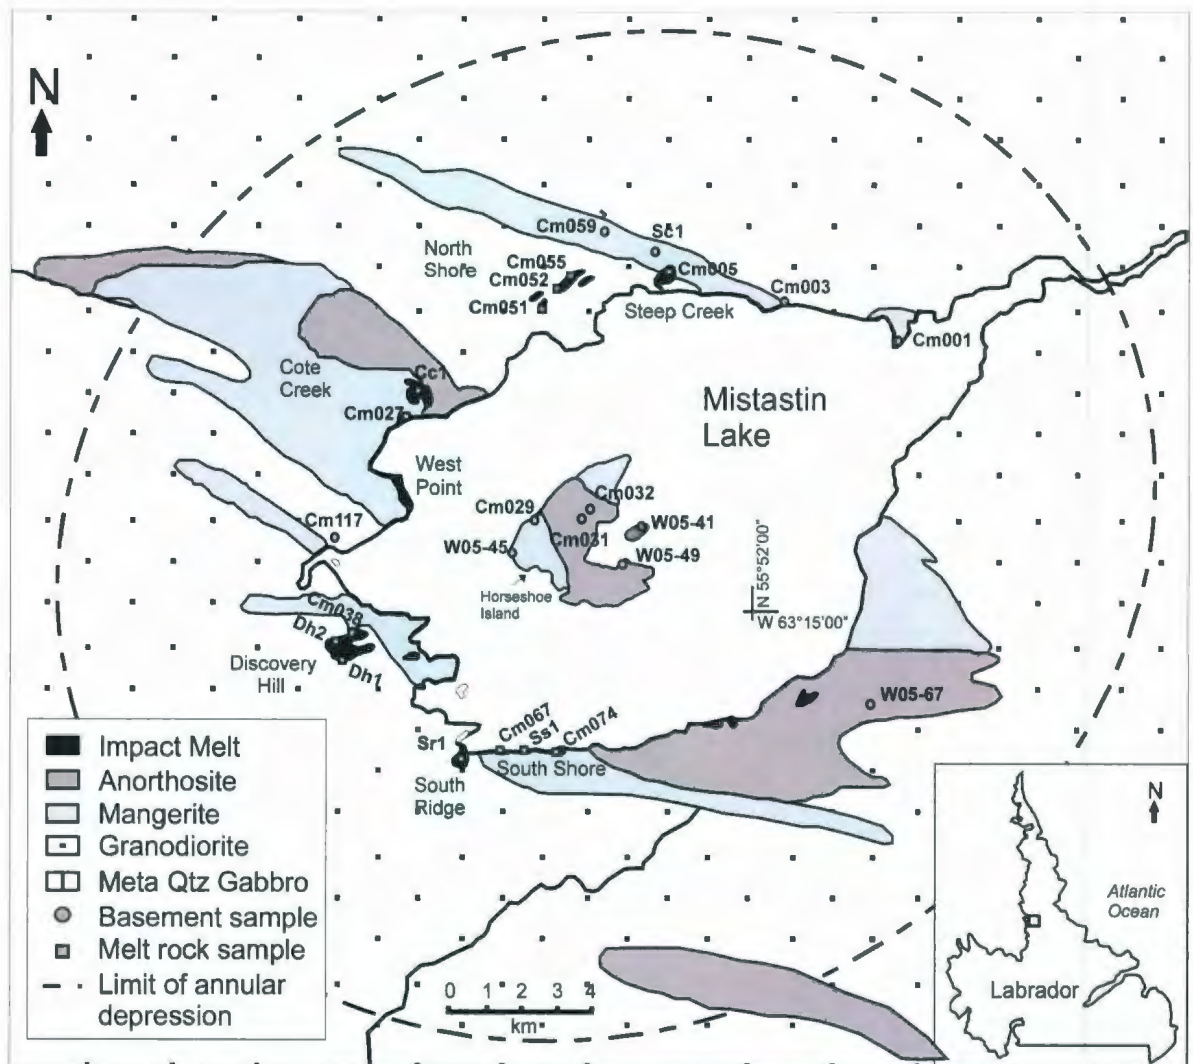 N
Cm059
Sc1
North
Shore
Cm055
Cm052
Cm005
Cm051
Cm003
Steep Creek
Cm001
Cote
Creek
Cc1
Cm027
Mistastin
Lake
West
Point
Cm029
Cm032
Cm117
W05-41
Cm031
W05-45
W05-49
Horseshoe
Island
N 55°52'00"
W 63°15'00"
Cm038
Dh2
Discovery
Hill
Dh1
W05-67
Cm067
Ss1
Cm074
Sr1
South Shore
South
Ridge
Impact Melt
Anorthosite
Mangerite
Granodiorite
Meta Qtz Gabbro
Basement sample
Melt rock sample
Limit of annular
depression
0 1 2 3 4
km
N
Atlantic
Ocean
Labrador